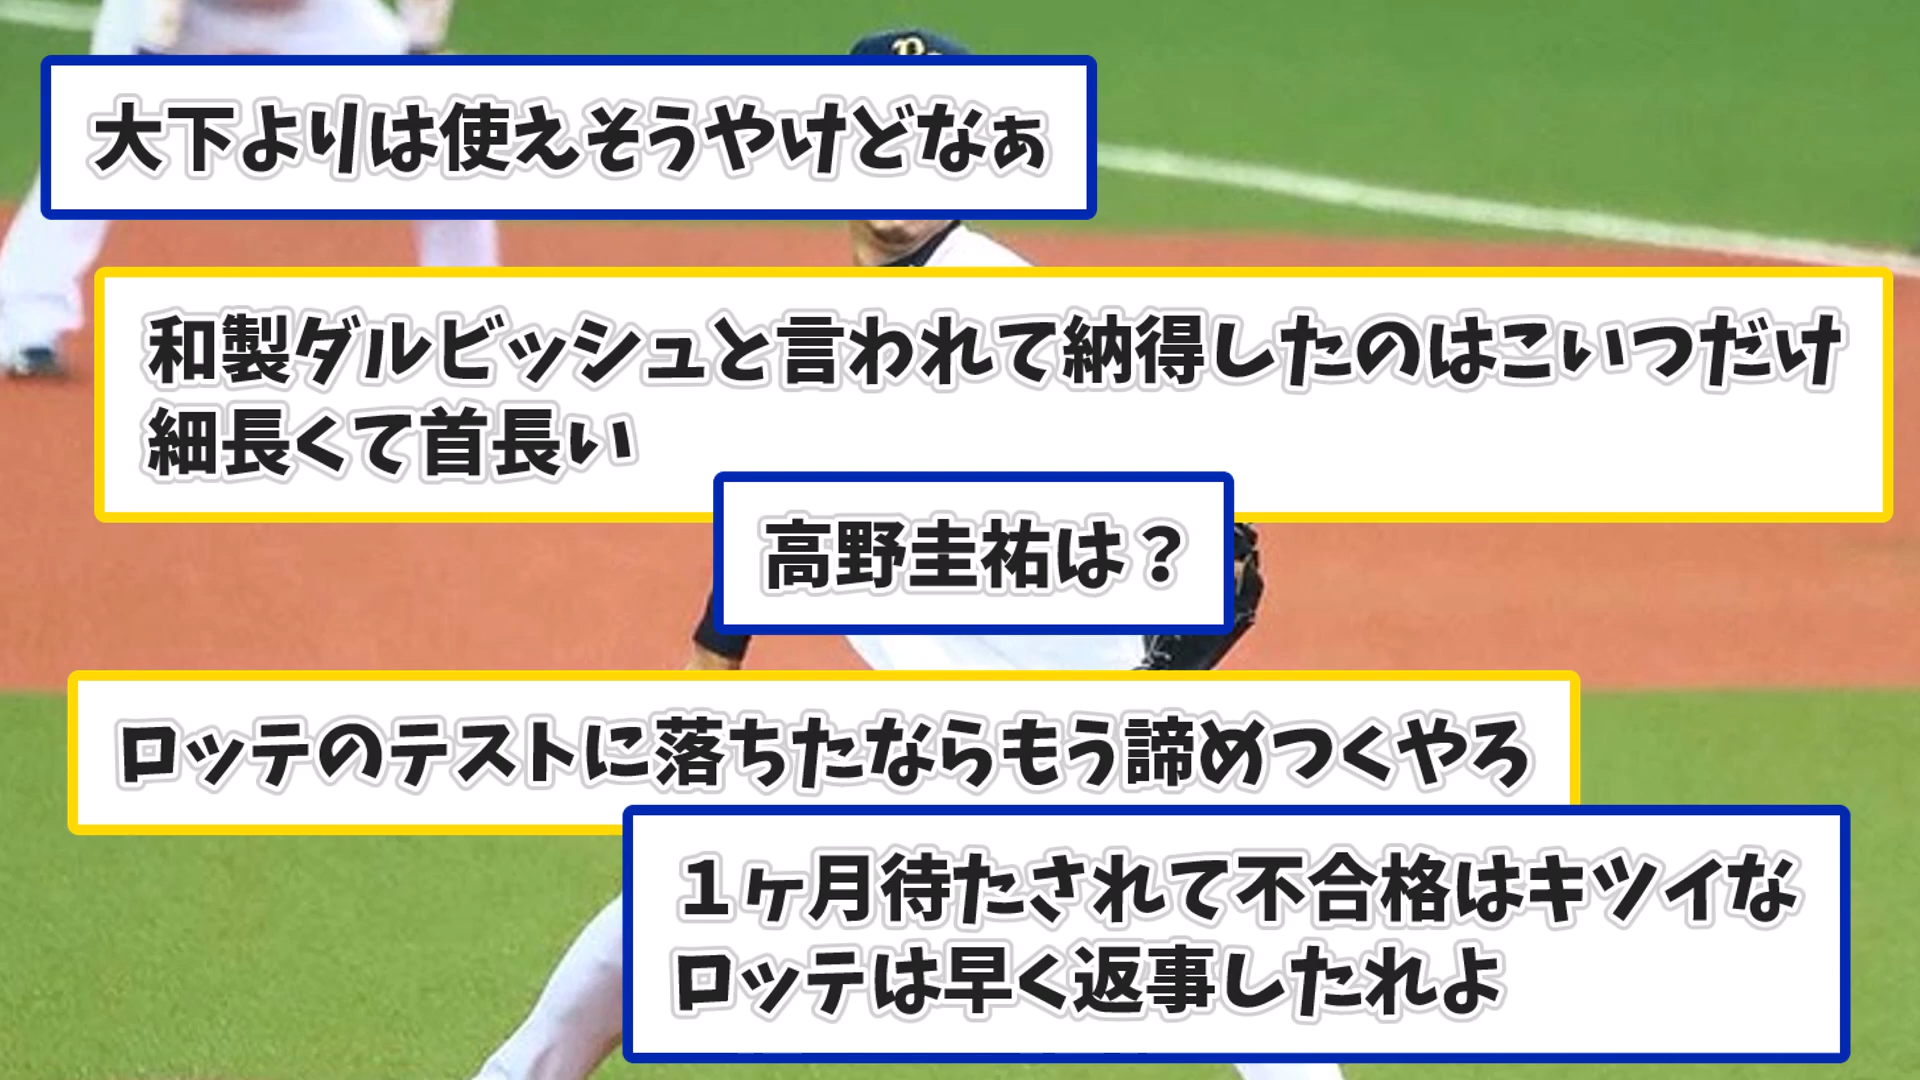 大下よりは使えそうやけどなぁ
和製ダルビッシュと言われて納得したのはこいつだけ
細長くて首長い
高野圭祐は？
ロッテのテストに落ちたならもう諦めつくやろ
１ヶ月待たされて不合格はキツイな
ロッテは早く返事したれよ